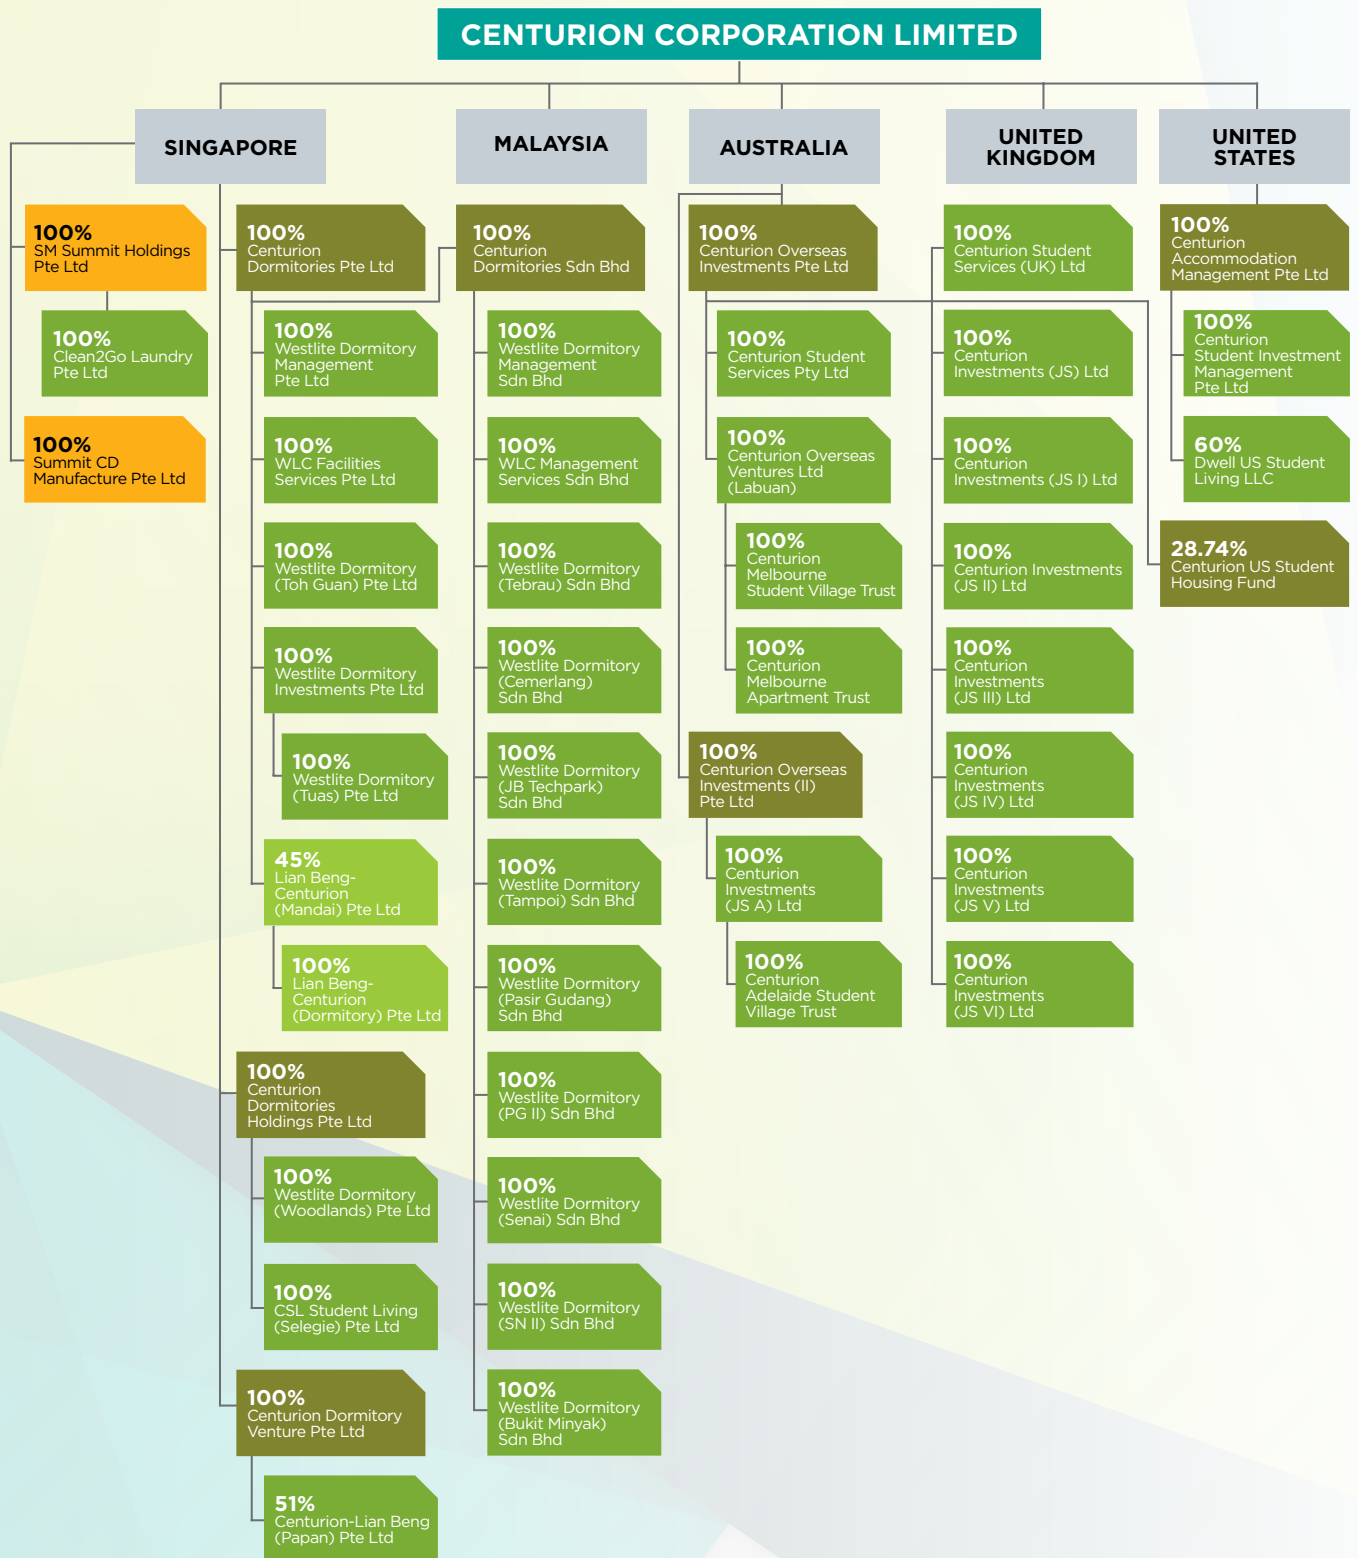 CENTURION CORPORATION LIMITED
SINGAPORE
100%
SM Summit Holdings
Pte Ltd
100%
Clean2Go Laundry
Pte Ltd
100%
Summit CD
Manufacture Pte Ltd
100%
Centurion
Dormitories Pte Ltd
100%
Westlite Dormitory
Management
Pte Ltd
100%
WLC Facilities
Services Pte Ltd
100%
Westlite Dormitory
(Toh Guan) Pte Ltd
100%
Westlite Dormitory
Investments Pte Ltd
100%
Westlite Dormitory
(Tuas) Pte Ltd
45%
Lian Beng-
Centurion
(Mandai) Pte Ltd
100%
Lian Beng-
Centurion
(Dormitory) Pte Ltd
100%
Centurion
Dormitories
Holdings Pte Ltd
100%
Westlite Dormitory
(Woodlands) Pte Ltd
100%
CSL Student Living
(Selegie) Pte Ltd
100%
Centurion Dormitory
Venture Pte Ltd
51%
Centurion-Lian Beng
(Papan) Pte Ltd
MALAYSIA
100%
Centurion
Dormitories Sdn Bhd
100%
Westlite Dormitory
Management
Sdn Bhd
100%
WLC Management
Services Sdn Bhd
100%
Westlite Dormitory
(Tebrau) Sdn Bhd
100%
Westlite Dormitory
(Cemerlang)
Sdn Bhd
100%
Westlite Dormitory
(JB Techpark)
Sdn Bhd
100%
Westlite Dormitory
(Tampoi) Sdn Bhd
100%
Westlite Dormitory
(Pasir Gudang)
Sdn Bhd
100%
Westlite Dormitory
(PG II) Sdn Bhd
100%
Westlite Dormitory
(Senai) Sdn Bhd
100%
Westlite Dormitory
(SN II) Sdn Bhd
100%
Westlite Dormitory
(Bukit Minyak)
Sdn Bhd
AUSTRALIA
100%
Centurion Overseas
Investments Pte Ltd
100%
Centurion Student
Services Pty Ltd
100%
Centurion Overseas
Ventures Ltd
(Labuan)
100%
Centurion
Melbourne
Student Village Trust
100%
Centurion
Melbourne
Apartment Trust
100%
Centurion Overseas
Investments (II)
Pte Ltd
100%
Centurion
Investments
(JS A) Ltd
100%
Centurion
Adelaide Student
Village Trust
UNITED
KINGDOM
100%
Centurion Student
Services (UK) Ltd
100%
Centurion
Investments (JS) Ltd
100%
Centurion
Investments (JS I) Ltd
100%
Centurion Investments
(JS II) Ltd
100%
Centurion
Investments
(JS III) Ltd
100%
Centurion
Investments
(JS IV) Ltd
100%
Centurion
Investments
(JS V) Ltd
100%
Centurion
Investments
(JS VI) Ltd
UNITED
STATES
100%
Centurion
Accommodation
Management Pte Ltd
100%
Centurion
Student Investment
Management
Pte Ltd
60%
Dwell US Student
Living LLC
28.74%
Centurion US Student
Housing Fund